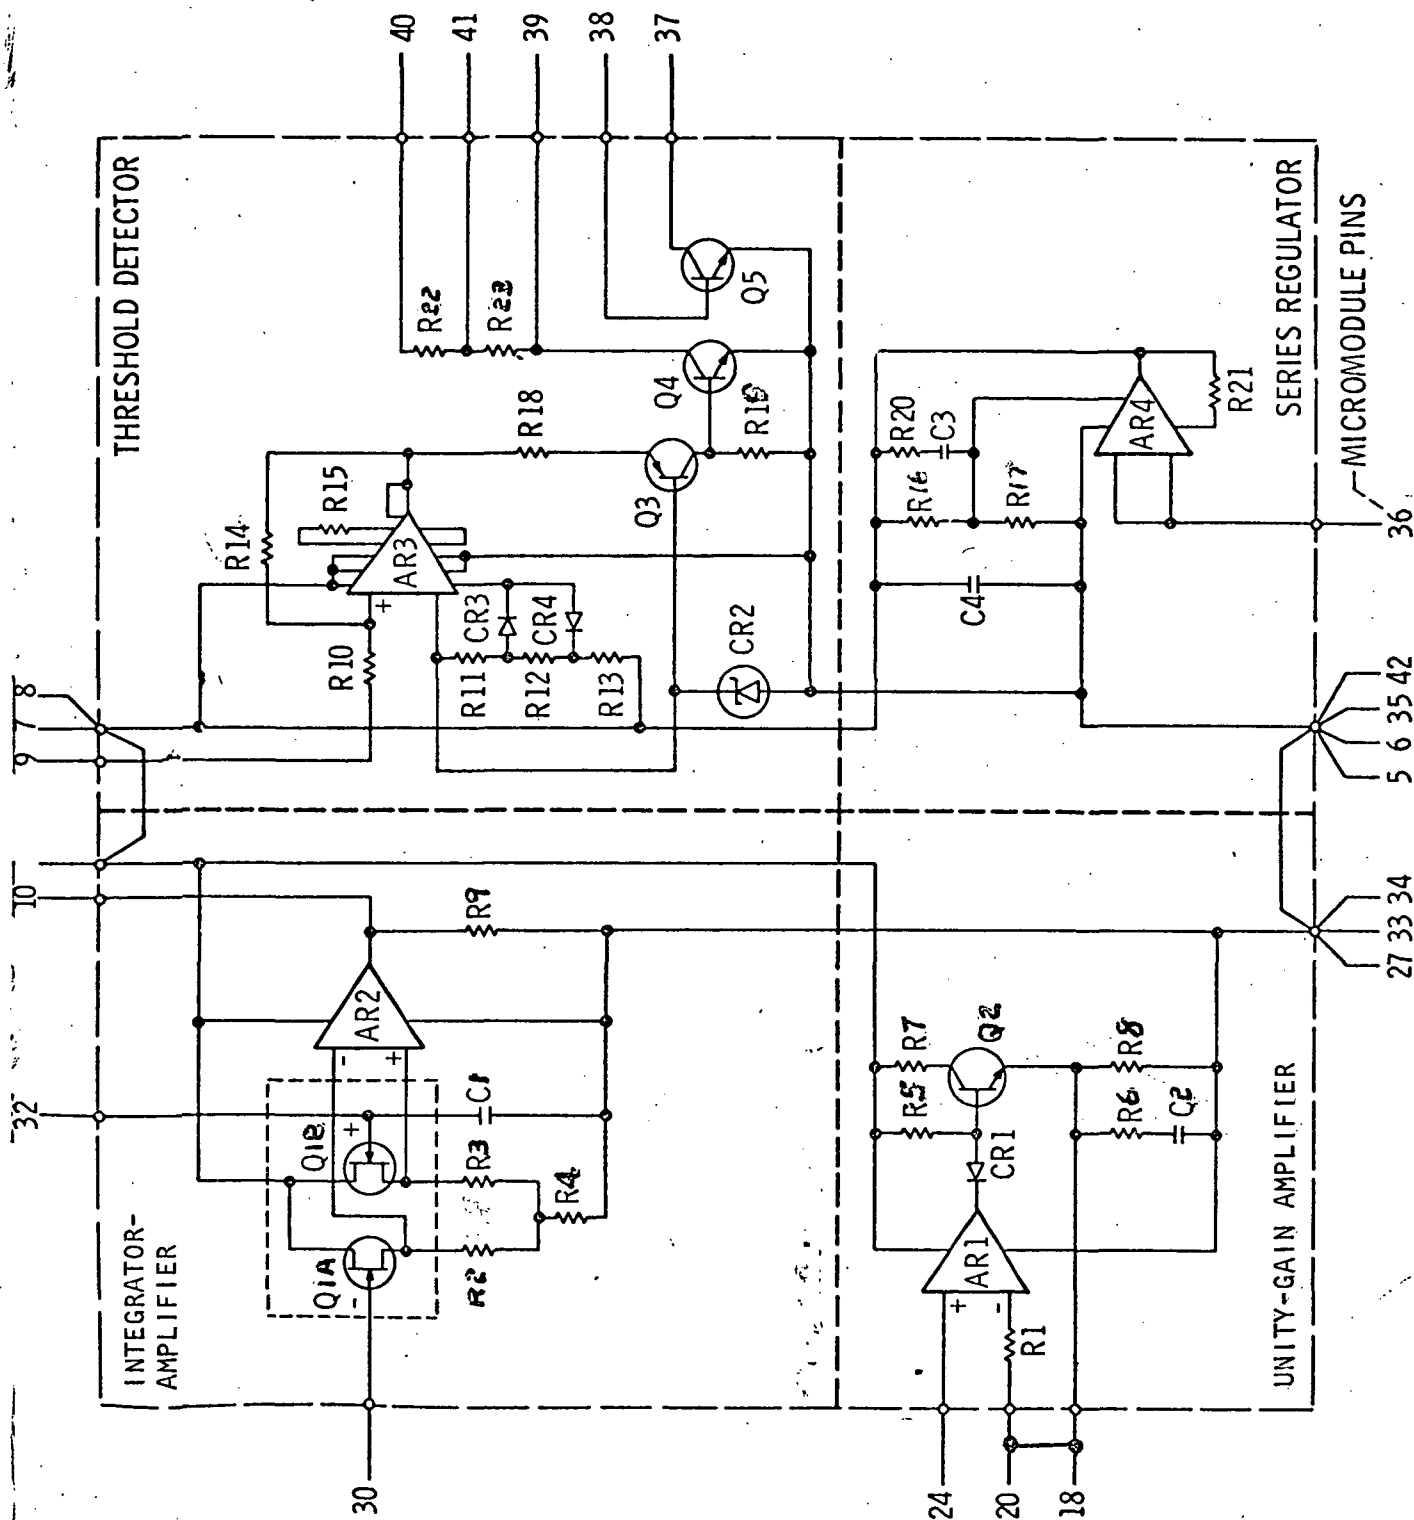 40
41
39
38
37
THRESHOLD DETECTOR
R22
R23
Q5
Q4
R18
Q3
R14
R15
AR3
+
R10
R11
CR3
R12
CR4
R13
CR2
8
7
9
SERIES REGULATOR
R20
C3
R16
R17
C4
AR4
R21
MICROMODULE PINS
36
42
35
6
5
INTEGRATOR-
AMPLIFIER
10
32
30
AR2
-
+
R9
Q1B
+
Q1A
-
C1
R3
R2
R4
UNITY-GAIN AMPLIFIER
R7
Q2
R5
R8
R6
C2
CR1
AR1
+
-
R1
24
20
18
34
33
27